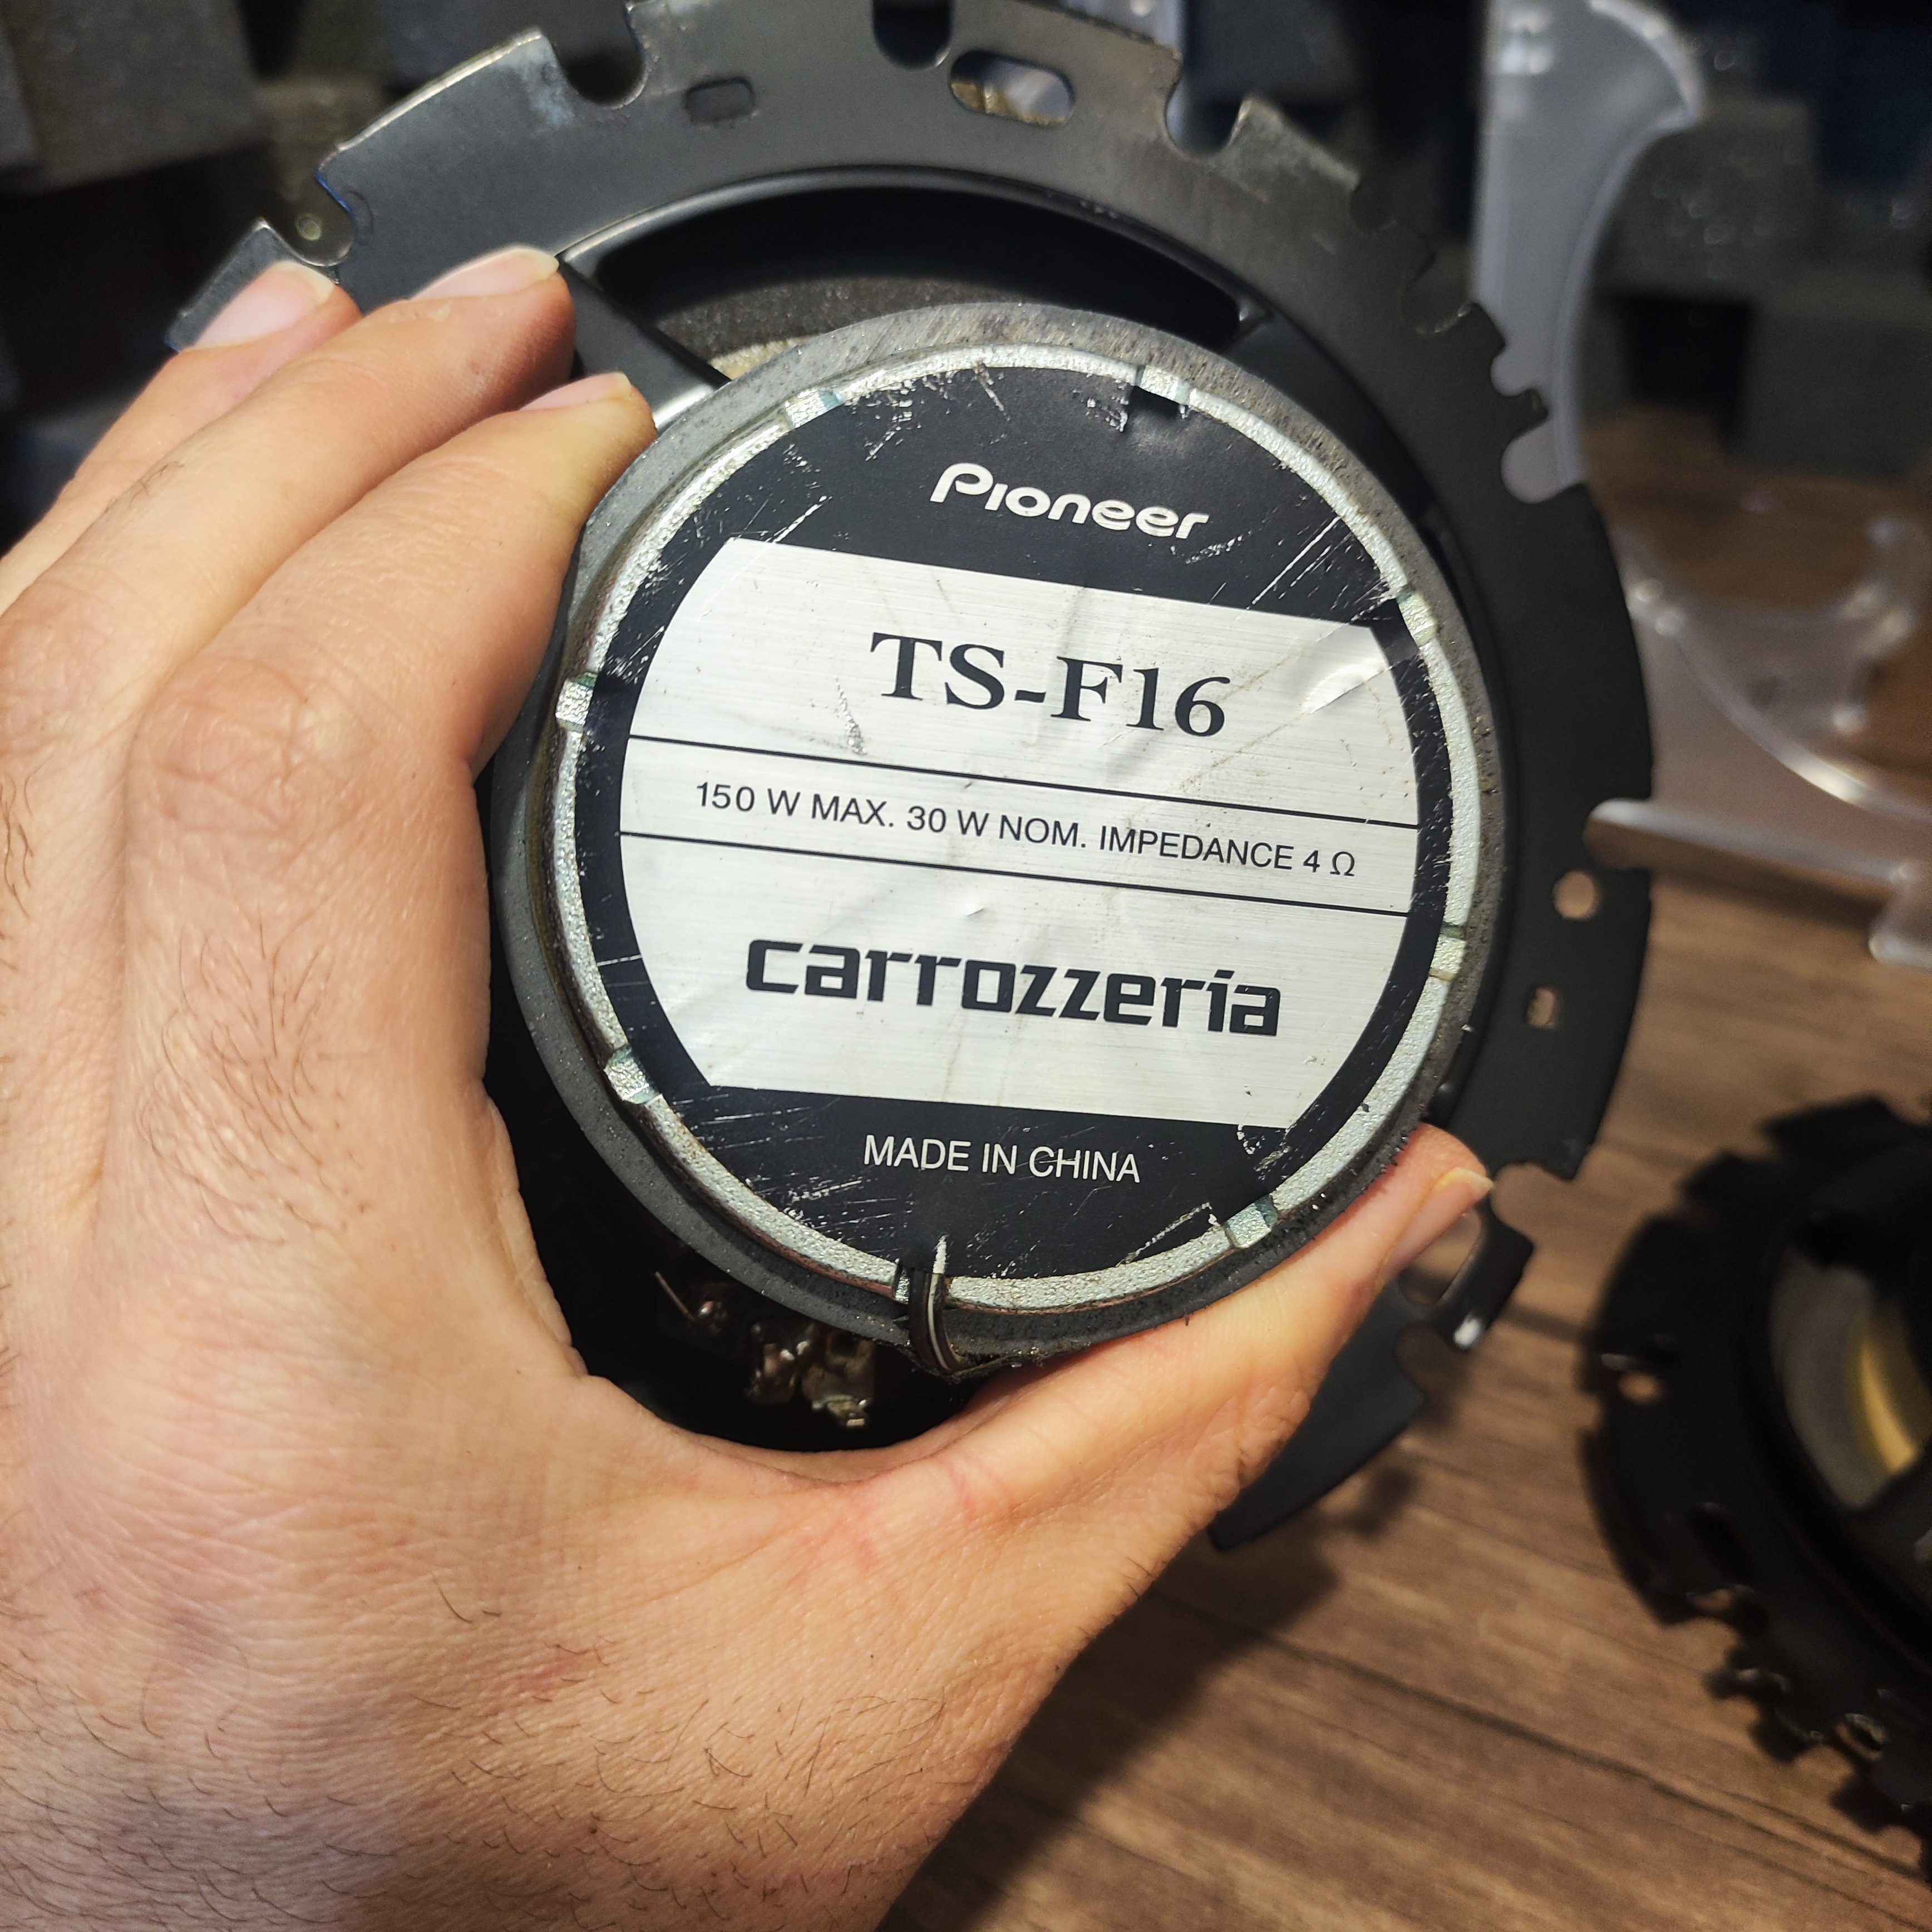 Pioneer
TS-F16
150 W MAX. 30 W NOM. IMPEDANCE 4 Ω
carrozzeria
MADE IN CHINA